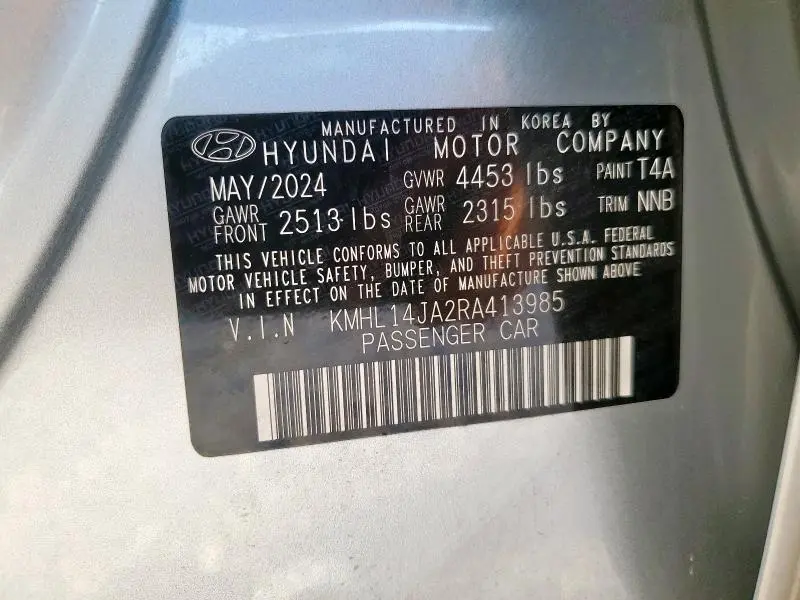 MANUFACTURED IN KOREA BY
HYUNDAI MOTOR COMPANY
MAY/2024 GVWR 4453 lbs PAINT T4A
GAWR FRONT 2513 lbs GAWR REAR 2315 lbs TRIM NNB
THIS VEHICLE CONFORMS TO ALL APPLICABLE U.S.A. FEDERAL
MOTOR VEHICLE SAFETY, BUMPER, AND THEFT PREVENTION STANDARDS
IN EFFECT ON THE DATE OF MANUFACTURE SHOWN ABOVE
V.I.N KMHL14JA2RA413985
PASSENGER CAR